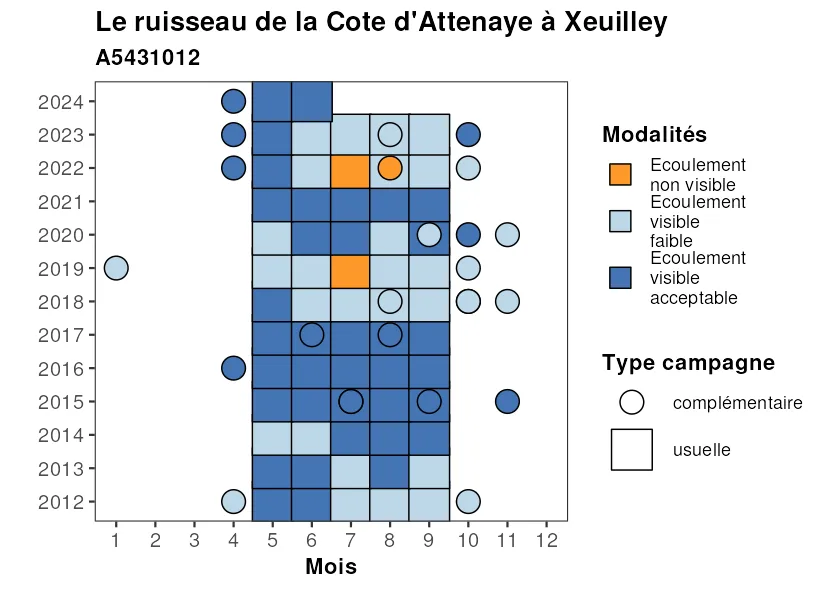 Le ruisseau de la Cote d'Attenaye à Xeuilley
A5431012
2024
2023
2022
2021
2020
2019
2018
2017
2016
2015
2014
2013
2012
1 2 3 4 5 6 7 8 9 10 11 12
Mois
Modalités
Ecoulement
non visible
Ecoulement
visible
faible
Ecoulement
visible
acceptable
Type campagne
complémentaire
usuelle